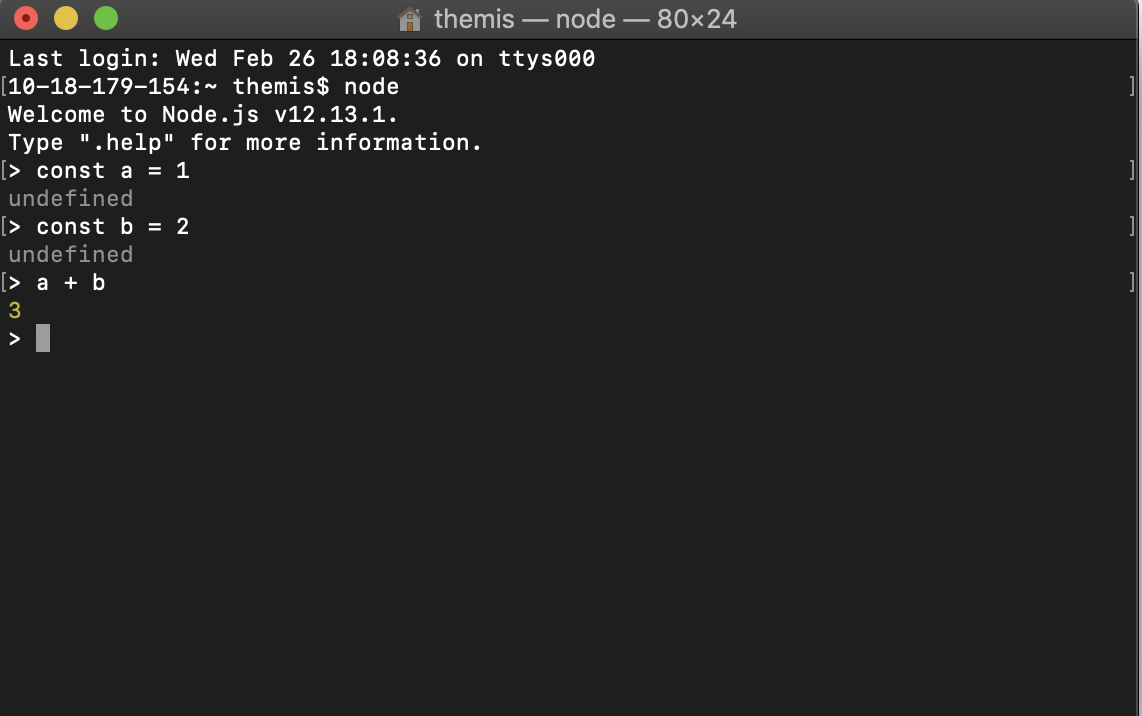 themis — node — 80×24
Last login: Wed Feb 26 18:08:36 on ttys000
[10-18-179-154:~ themis$ node ]
Welcome to Node.js v12.13.1.
Type ".help" for more information.
[> const a = 1 ]
undefined
[> const b = 2 ]
undefined
[> a + b ]
3
>